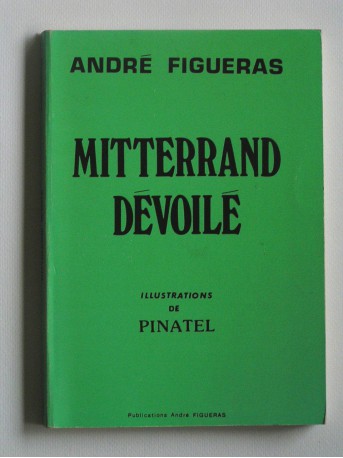 ANDRÉ FIGUERAS
MITTERRAND
DÉVOILÉ
ILLUSTRATIONS
DE
PINATEL
Publications André FIGUERAS